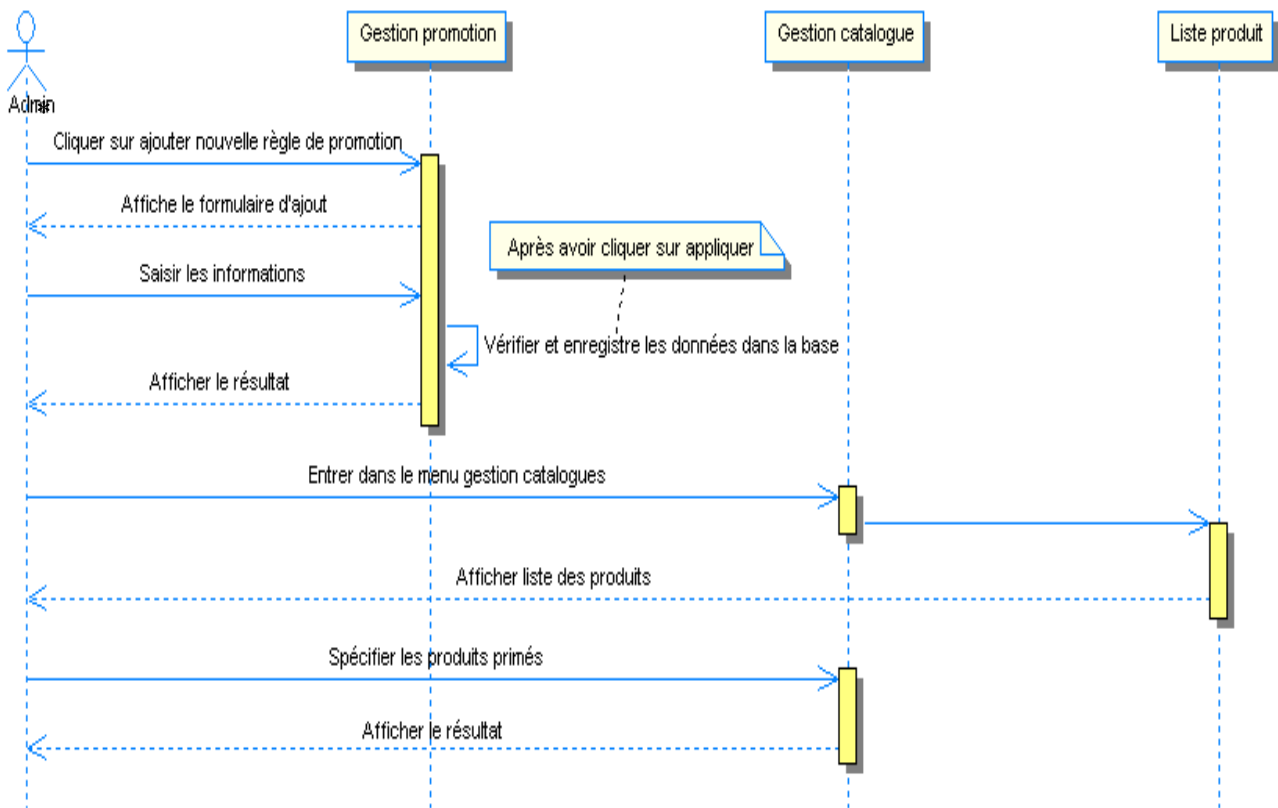 Gestion promotion
Gestion catalogue
Liste produit
Admin
Cliquer sur ajouter nouvelle règle de promotion
Affiche le formulaire d'ajout
Après avoir cliquer sur appliquer
Saisir les informations
Vérifier et enregistre les données dans la base
Afficher le résultat
Entrer dans le menu gestion catalogues
Afficher liste des produits
Spécifier les produits primés
Afficher le résultat